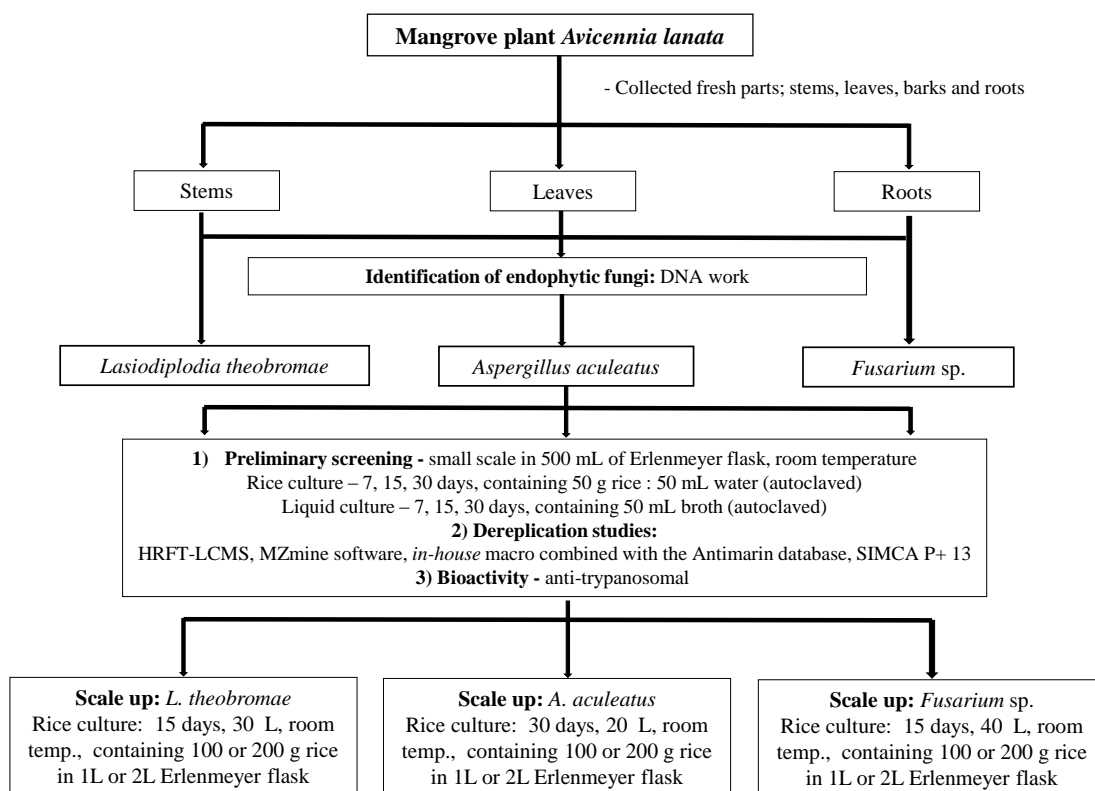 Mangrove plant Avicennia lanata
- Collected fresh parts; stems, leaves, barks and roots
Stems
Leaves
Roots
Identification of endophytic fungi: DNA work
Lasiodiplodia theobromae
Aspergillus aculeatus
Fusarium sp.
1) Preliminary screening - small scale in 500 mL of Erlenmeyer flask, room temperature
Rice culture – 7, 15, 30 days, containing 50 g rice : 50 mL water (autoclaved)
Liquid culture – 7, 15, 30 days, containing 50 mL broth (autoclaved)
2) Dereplication studies:
HRFT-LCMS, MZmine software, in-house macro combined with the Antimarin database, SIMCA P+ 13
3) Bioactivity - anti-trypanosomal
Scale up: L. theobromae
Rice culture: 15 days, 30 L, room
temp., containing 100 or 200 g rice
in 1L or 2L Erlenmeyer flask
Scale up: A. aculeatus
Rice culture: 30 days, 20 L, room
temp., containing 100 or 200 g rice
in 1L or 2L Erlenmeyer flask
Scale up: Fusarium sp.
Rice culture: 15 days, 40 L, room
temp., containing 100 or 200 g rice
in 1L or 2L Erlenmeyer flask